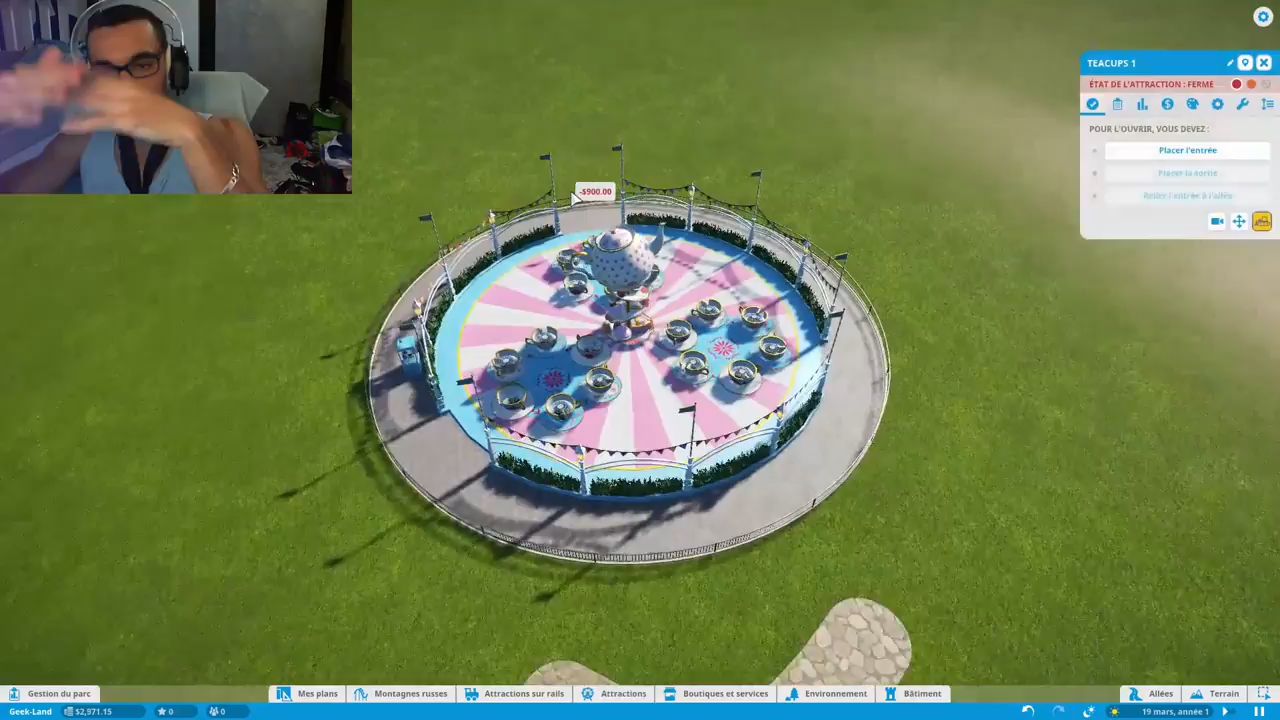 TEACUPS 1
ÉTAT DE L'ATTRACTION : FERMÉ
POUR L'OUVRIR, VOUS DEVEZ :
Placer l'entrée
Placer la sortie
Relier l'entrée à l'allée
-$900.00
Gestion du parc
Mes plans
Montagnes russes
Attractions sur rails
Attractions
Boutiques et services
Environnement
Bâtiment
Allées
Terrain
Geek-Land
$2,971.15
0
0
19 mars, année 1